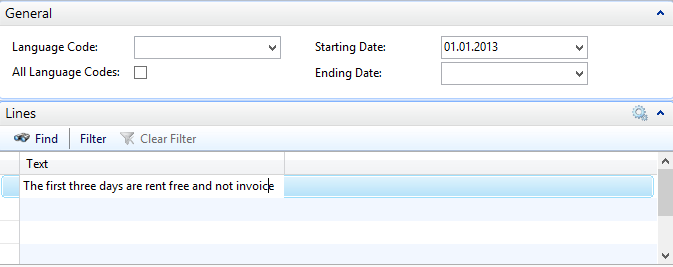 General
Language Code:
Starting Date: 01.01.2013
All Language Codes:
Ending Date:
Lines
Find Filter Clear Filter
Text
The first three days are rent free and not invoice